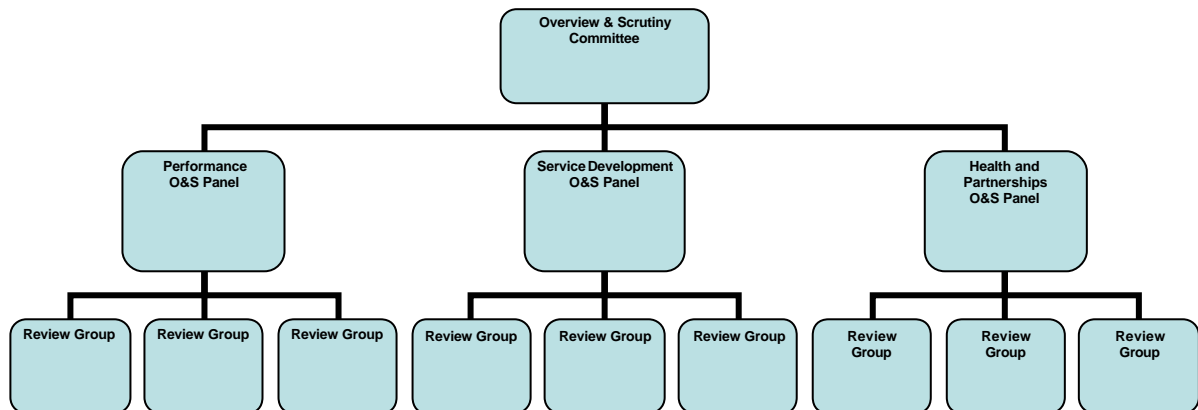 Overview & Scrutiny
Committee
Performance
O&S Panel
Service Development
O&S Panel
Health and
Partnerships
O&S Panel
Review Group
Review Group
Review Group
Review Group
Review Group
Review Group
Review
Group
Review
Group
Review
Group